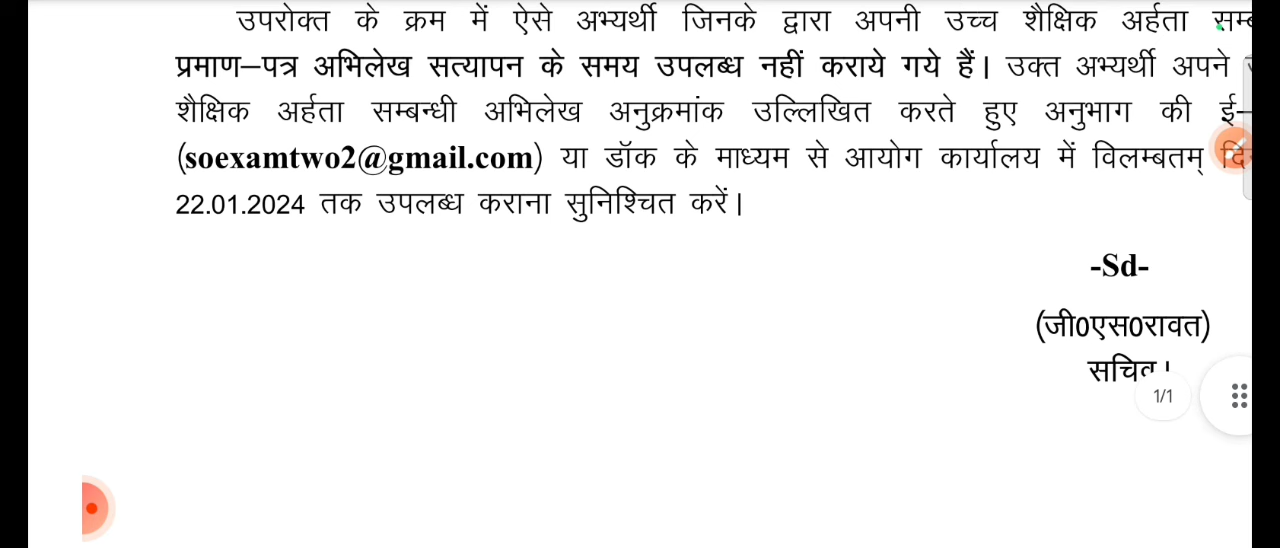 उपरोक्त के क्रम में ऐसे अभ्यर्थी जिनके द्वारा अपनी उच्च शैक्षिक अर्हता
प्रमाण–पत्र अभिलेख सत्यापन के समय उपलब्ध नहीं कराये गये हैं। उक्त अभ्यर्थी अपने
शैक्षिक अर्हता सम्बन्धी अभिलेख अनुक्रमांक उल्लिखित करते हुए अनुभाग की ई–
(soexamtwo2@gmail.com) या डॉक के माध्यम से आयोग कार्यालय में विलम्बतम्
22.01.2024 तक उपलब्ध कराना सुनिश्चित करें।
-Sd-
(जी0एस0रावत)
सचिव।
1/1